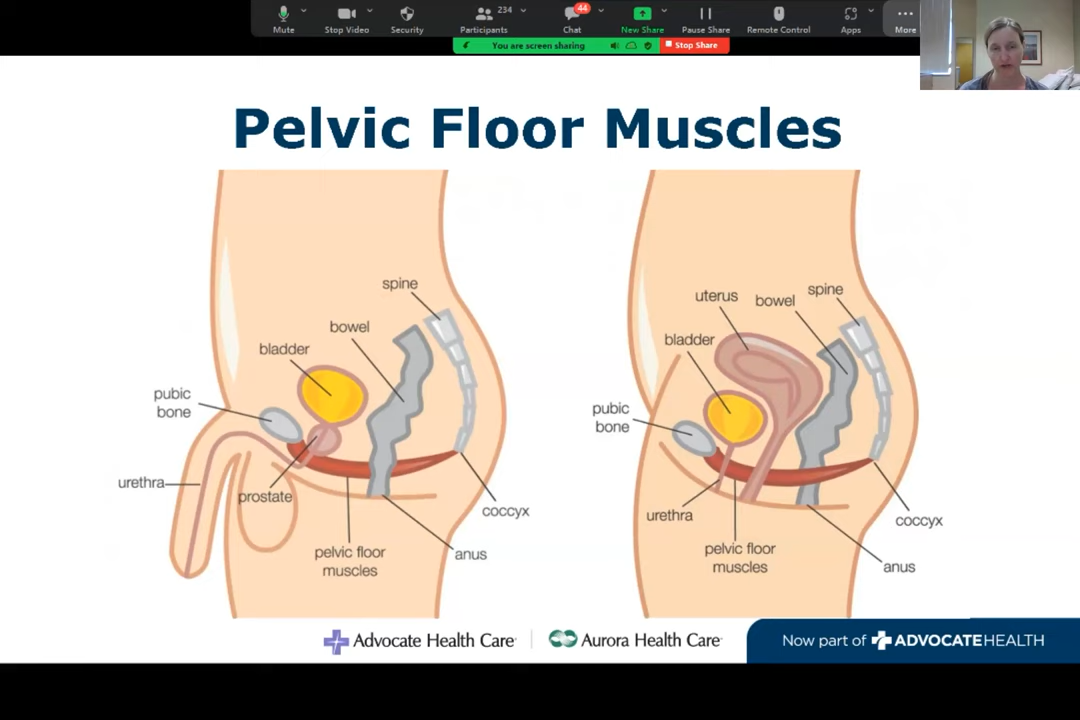 234
44
Mute
Stop Video
Security
Participants
Chat
New Share
Pause Share
Remote Control
Apps
More
You are screen sharing
Stop Share
Pelvic Floor Muscles
spine
bowel
bladder
pubic
bone
urethra
prostate
coccyx
pelvic floor
muscles
anus
uterus
bowel
spine
bladder
pubic
bone
urethra
coccyx
pelvic floor
muscles
anus
Advocate Health Care
Aurora Health Care
Now part of ADVOCATEHEALTH